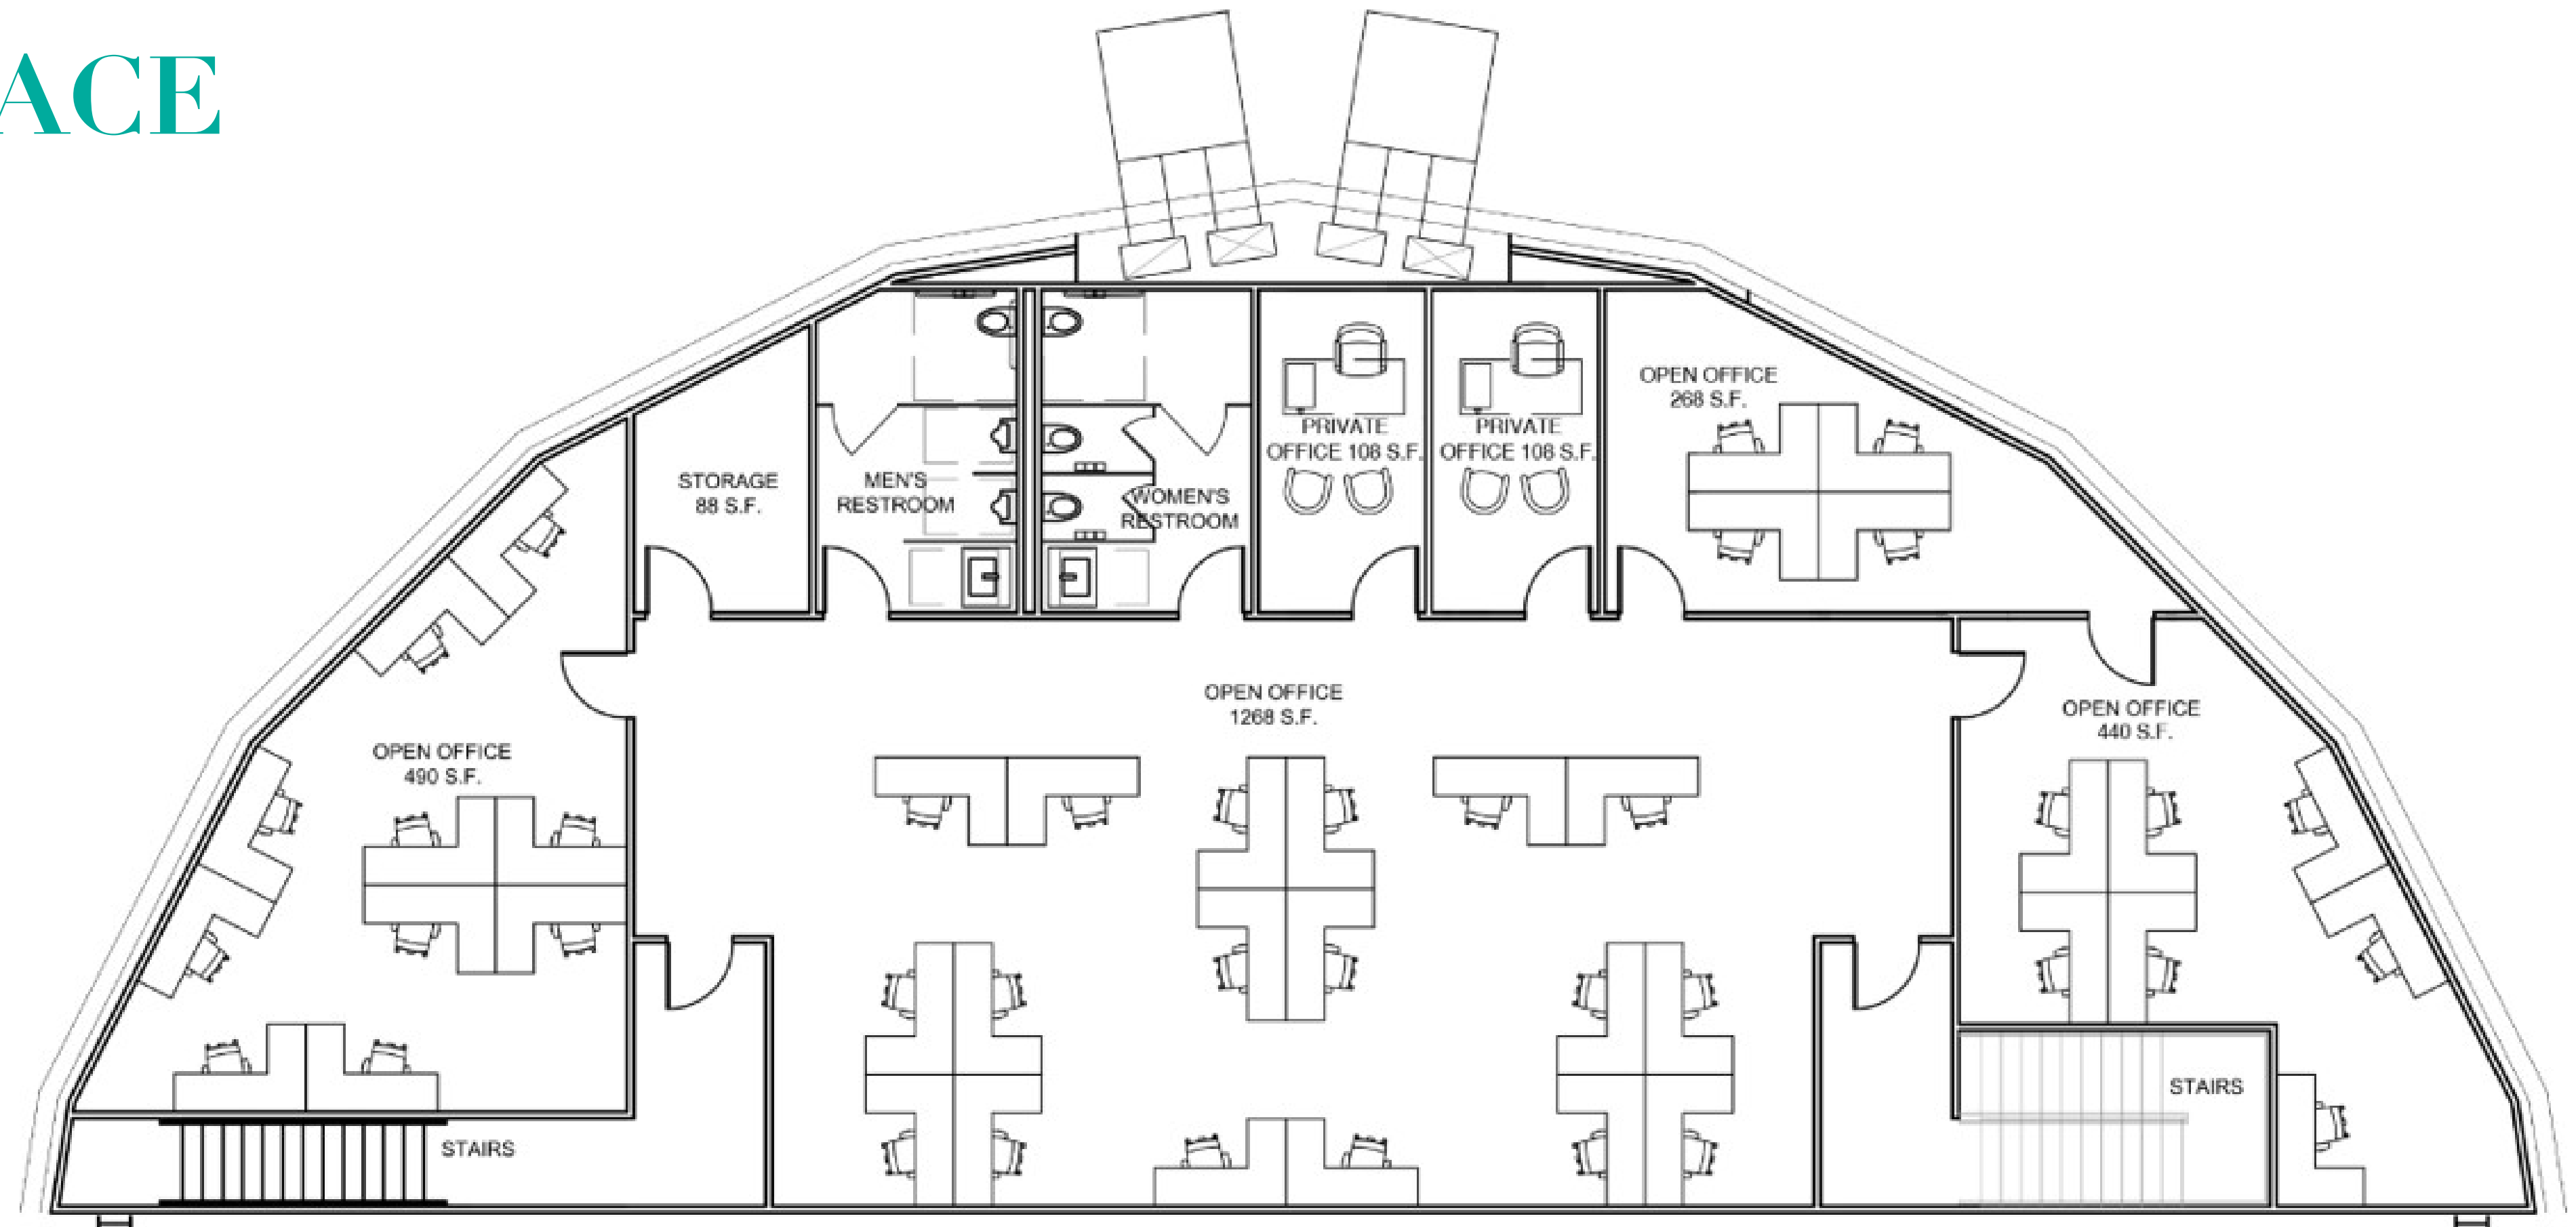 ACE
OPEN OFFICE
268 S.F.
PRIVATE
OFFICE 108 S.F.
PRIVATE
OFFICE 108 S.F.
STORAGE
88 S.F.
MEN'S
RESTROOM
WOMEN'S
RESTROOM
OPEN OFFICE
1268 S.F.
OPEN OFFICE
440 S.F.
OPEN OFFICE
490 S.F.
STAIRS
STAIRS